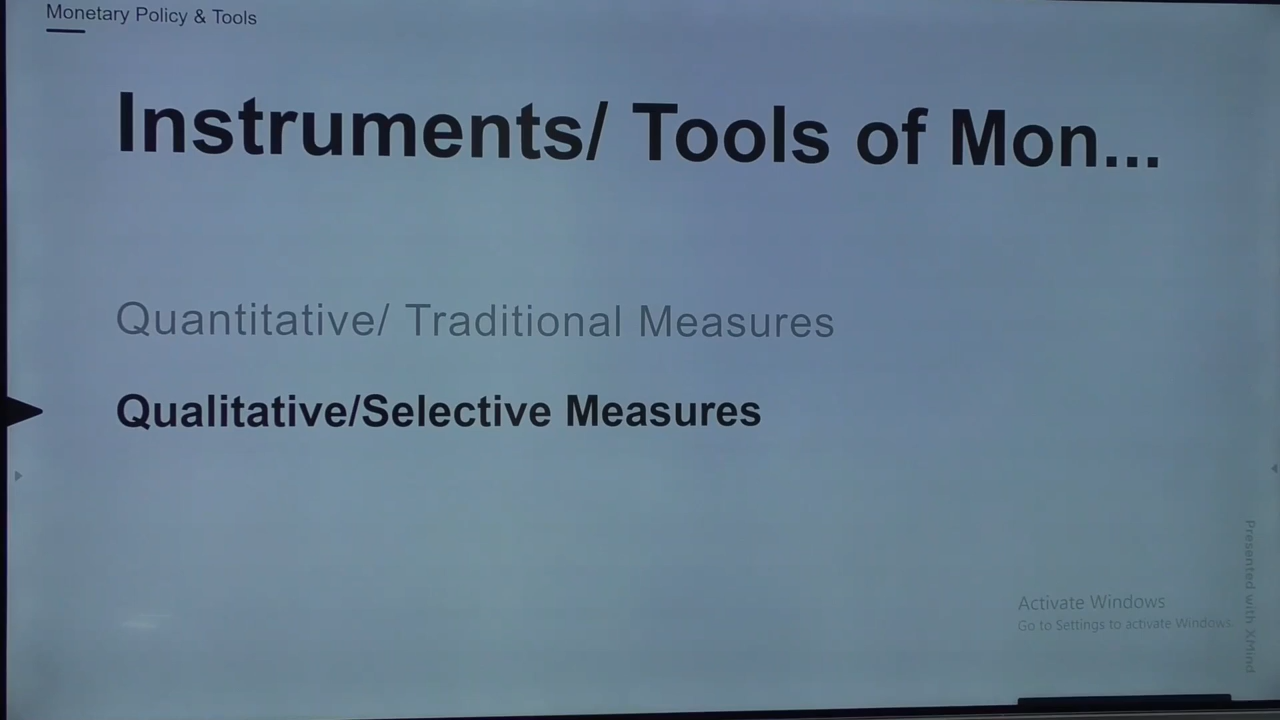 Monetary Policy & Tools
Instruments/ Tools of Mon...
Quantitative/ Traditional Measures
Qualitative/Selective Measures
Activate Windows
Go to Settings to activate Windows.
Presented with XMind